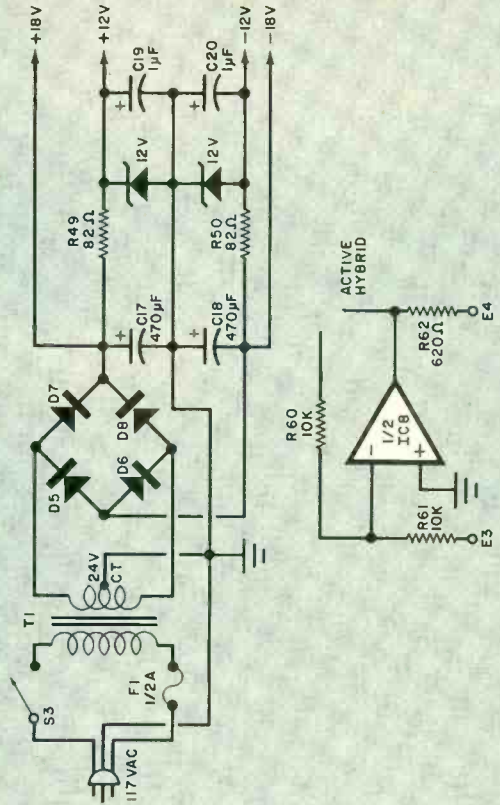 S3
117VAC
F1
1/2A
T1
24V
CT
D5
D7
D6
D8
C17
470µF
C18
470µF
R49
82Ω
R50
82Ω
12V
12V
+
C19
1µF
+
C20
1µF
+
+
+18V
+12V
-12V
-18V
R60
10K
ACTIVE
HYBRID
1/2
IC8
-
+
R61
10K
R62
620Ω
E3
E4